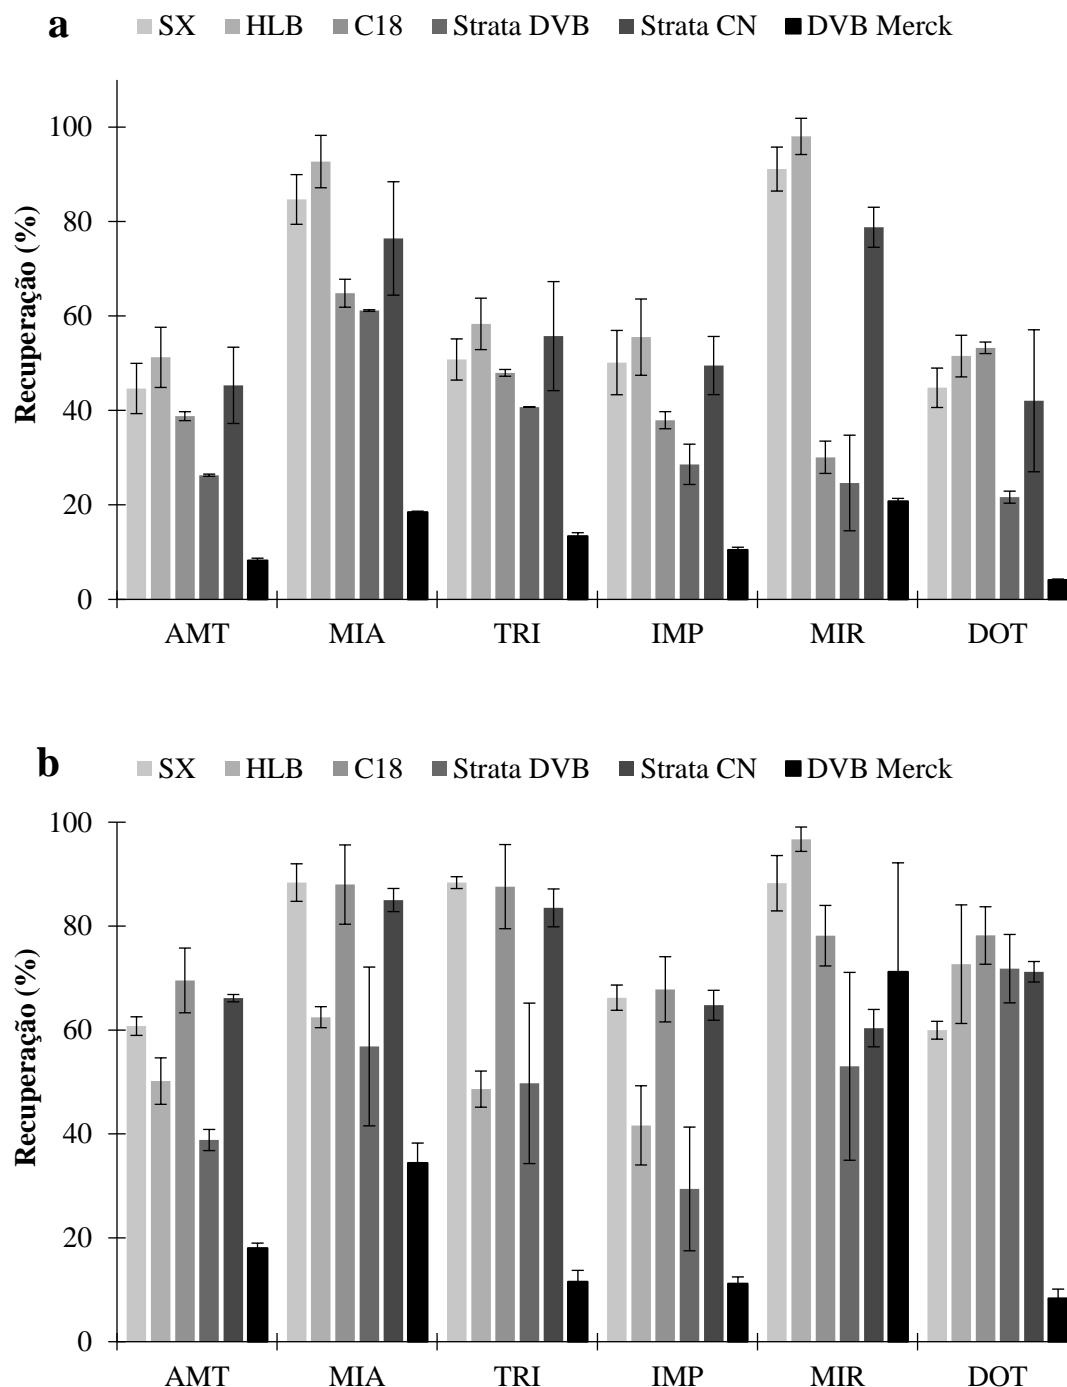 a
SX HLB C18 Strata DVB Strata CN DVB Merck
Recuperação (%)
100
80
60
40
20
0
AMT MIA TRI IMP MIR DOT
b
SX HLB C18 Strata DVB Strata CN DVB Merck
Recuperação (%)
100
80
60
40
20
0
AMT MIA TRI IMP MIR DOT